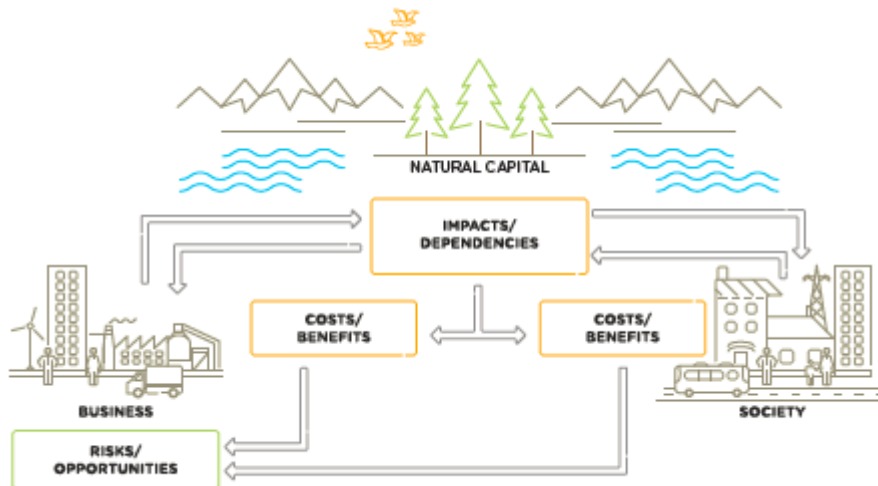 NATURAL CAPITAL
IMPACTS/
DEPENDENCIES
COSTS/
BENEFITS
COSTS/
BENEFITS
BUSINESS
SOCIETY
RISKS/
OPPORTUNITIES